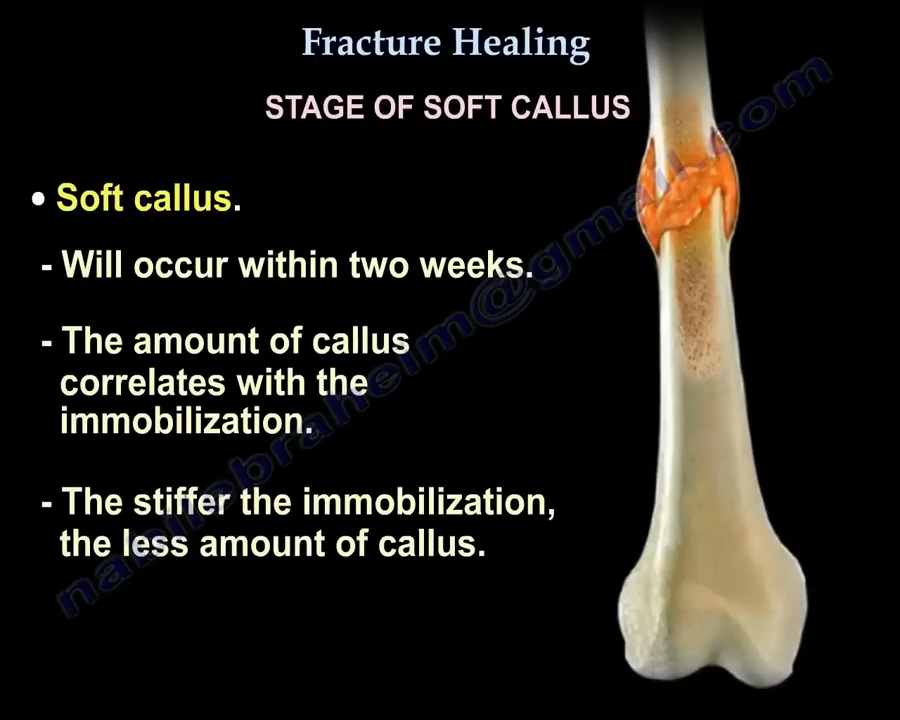 Fracture Healing
STAGE OF SOFT CALLUS
• Soft callus.
- Will occur within two weeks.
- The amount of callus
correlates with the
immobilization.
- The stiffer the immobilization,
the less amount of callus.